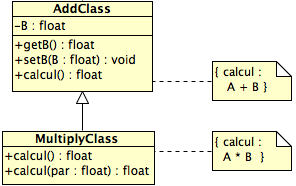 AddClass
-B : float
+getB() : float
+setB(B : float) : void
+calcul() : float
{ calcul :
A + B }
MultiplyClass
+calcul() : float
+calcul(par : float) : float
{ calcul :
A * B }